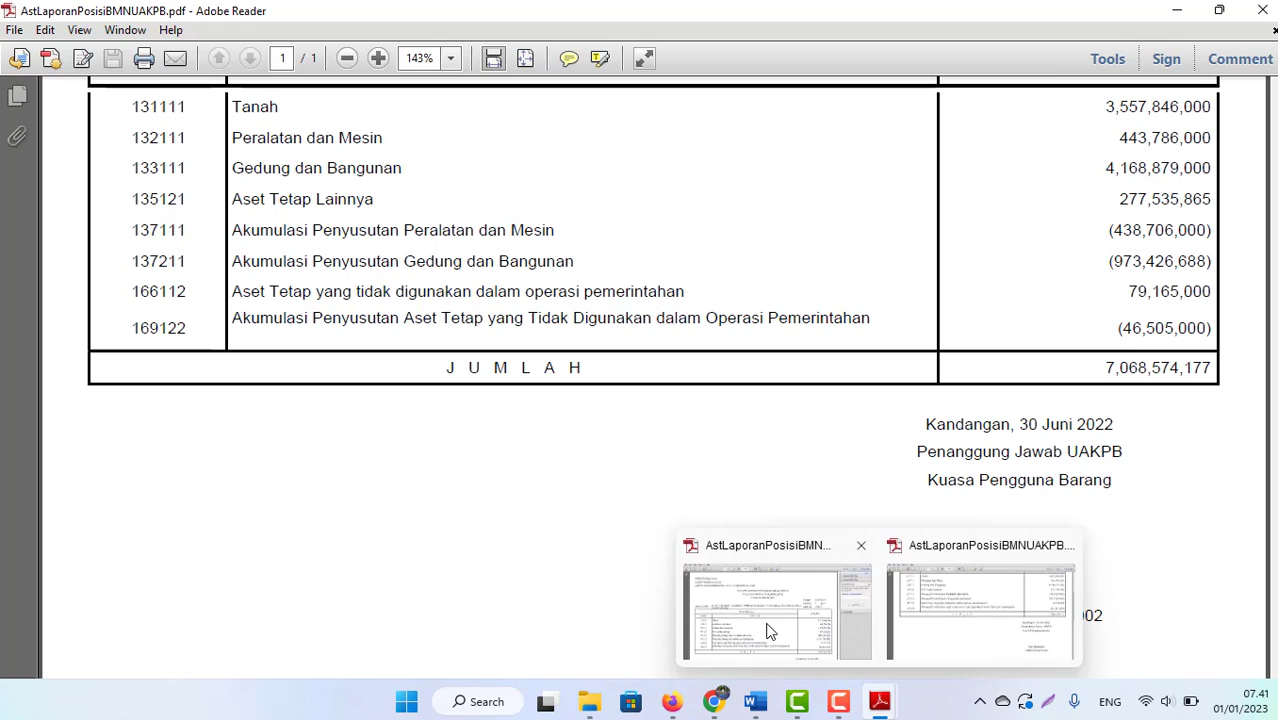 AstLaporanPosisiBMNUAKPB.pdf - Adobe Reader
File Edit View Window Help
1 / 1 143% Tools Sign Comment
131111 Tanah 3,557,846,000
132111 Peralatan dan Mesin 443,786,000
133111 Gedung dan Bangunan 4,168,879,000
135121 Aset Tetap Lainnya 277,535,865
137111 Akumulasi Penyusutan Peralatan dan Mesin (438,706,000)
137211 Akumulasi Penyusutan Gedung dan Bangunan (973,426,688)
166112 Aset Tetap yang tidak digunakan dalam operasi pemerintahan 79,165,000
169122 Akumulasi Penyusutan Aset Tetap yang Tidak Digunakan dalam Operasi Pemerintahan (46,505,000)
J U M L A H 7,068,574,177
Kandangan, 30 Juni 2022
Penanggung Jawab UAKPB
Kuasa Pengguna Barang
AstLaporanPosisiBMN... AstLaporanPosisiBMNUAKPB....
002
Search ENG 07.41
01/01/2023